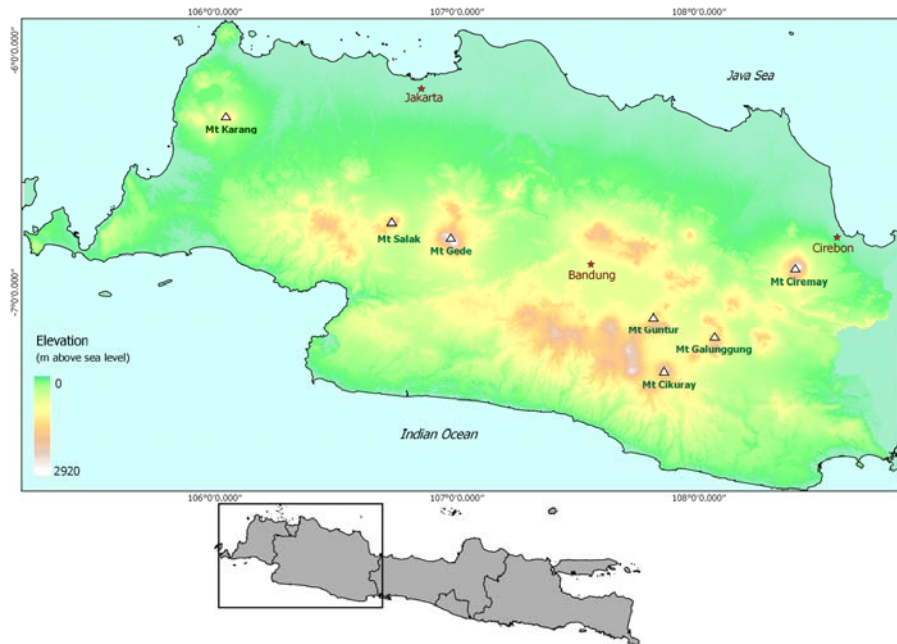 106°0'0.000" 107°0'0.000" 108°0'0.000"
-6°0'0.000"
Java Sea
Jakarta
Mt Karang
Mt Salak
Mt Gede
Cirebon
Bandung
Mt Ciremay
-7°0'0.000"
Mt Guntur
Mt Galunggung
Mt Cikuray
Elevation
(m above sea level)
0
2920
Indian Ocean
106°0'0.000" 107°0'0.000" 108°0'0.000"